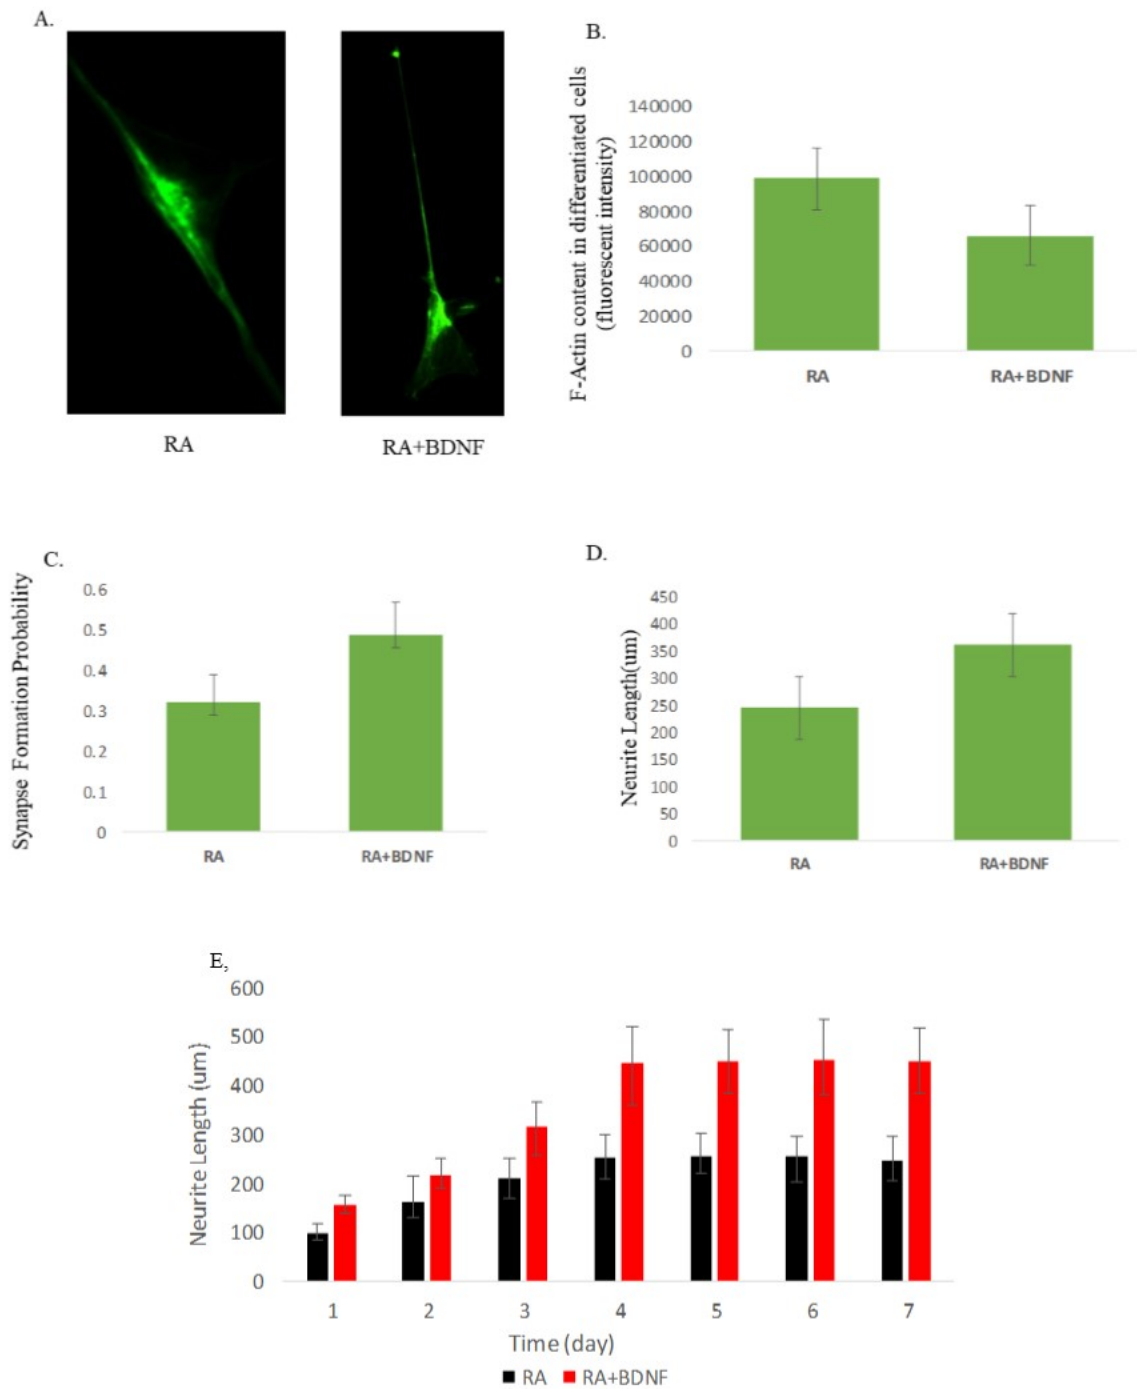 A.
RA
RA+BDNF
B.
F-Actin content in differentiated cells
(fluorescent intensity)
140000
120000
100000
80000
60000
40000
20000
0
RA
RA+BDNF
C.
Synapse Formation Probability
0.6
0.5
0.4
0.3
0.2
0.1
0
RA
RA+BDNF
D.
Neurite Length(um)
450
400
350
300
250
200
150
100
50
0
RA
RA+BDNF
E,
Neurite Length (um)
600
500
400
300
200
100
0
1 2 3 4 5 6 7
Time (day)
RA RA+BDNF